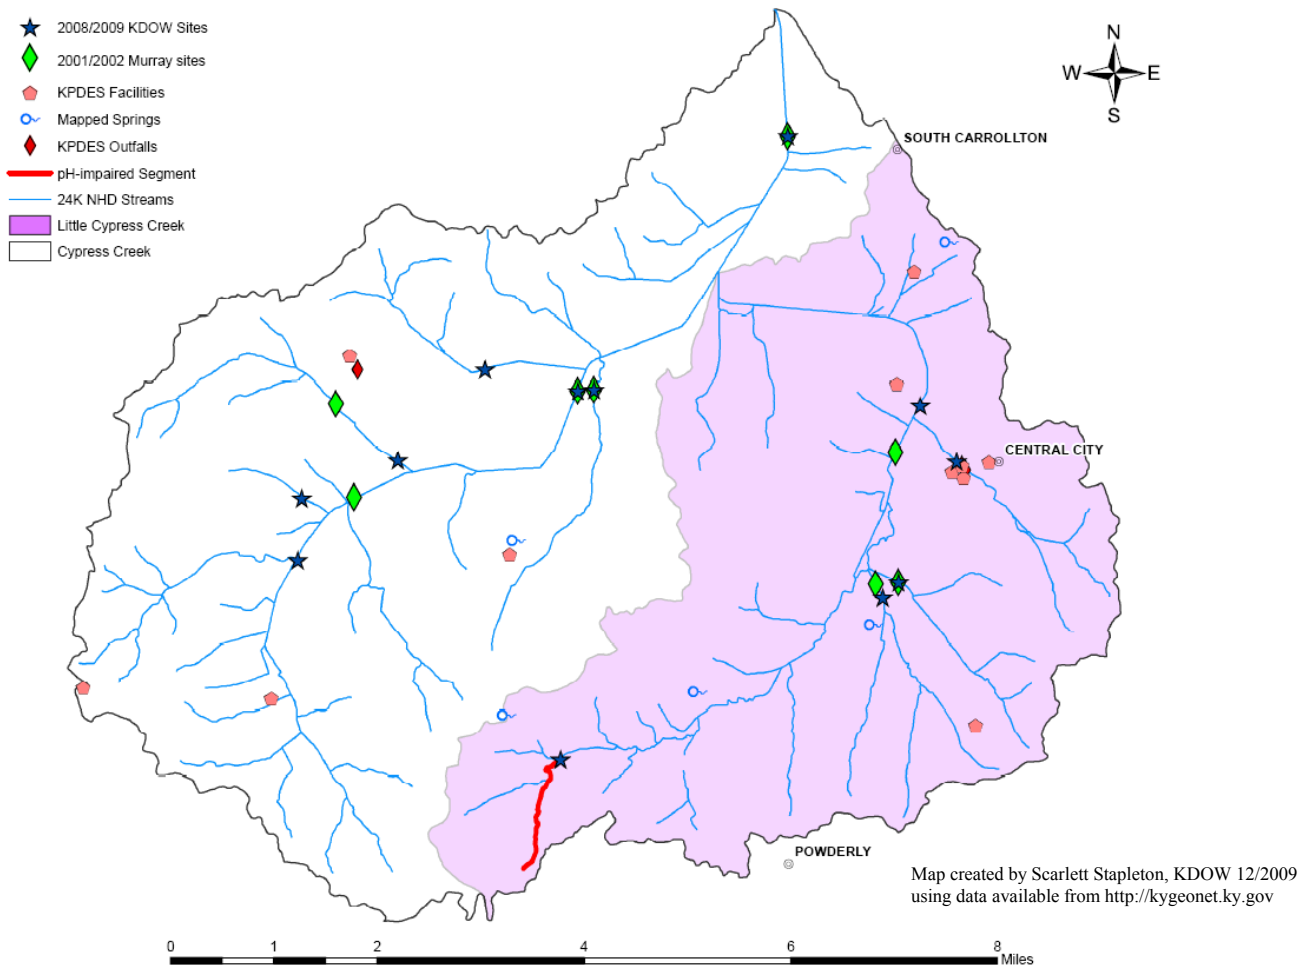 2008/2009 KDOW Sites
2001/2002 Murray sites
KPDES Facilities
Mapped Springs
KPDES Outfalls
pH-impaired Segment
24K NHD Streams
Little Cypress Creek
Cypress Creek
N
W E
S
SOUTH CARROLLTON
CENTRAL CITY
POWDERLY
Map created by Scarlett Stapleton, KDOW 12/2009
using data available from http://kygeonet.ky.gov
0 2 4 6 8
Miles